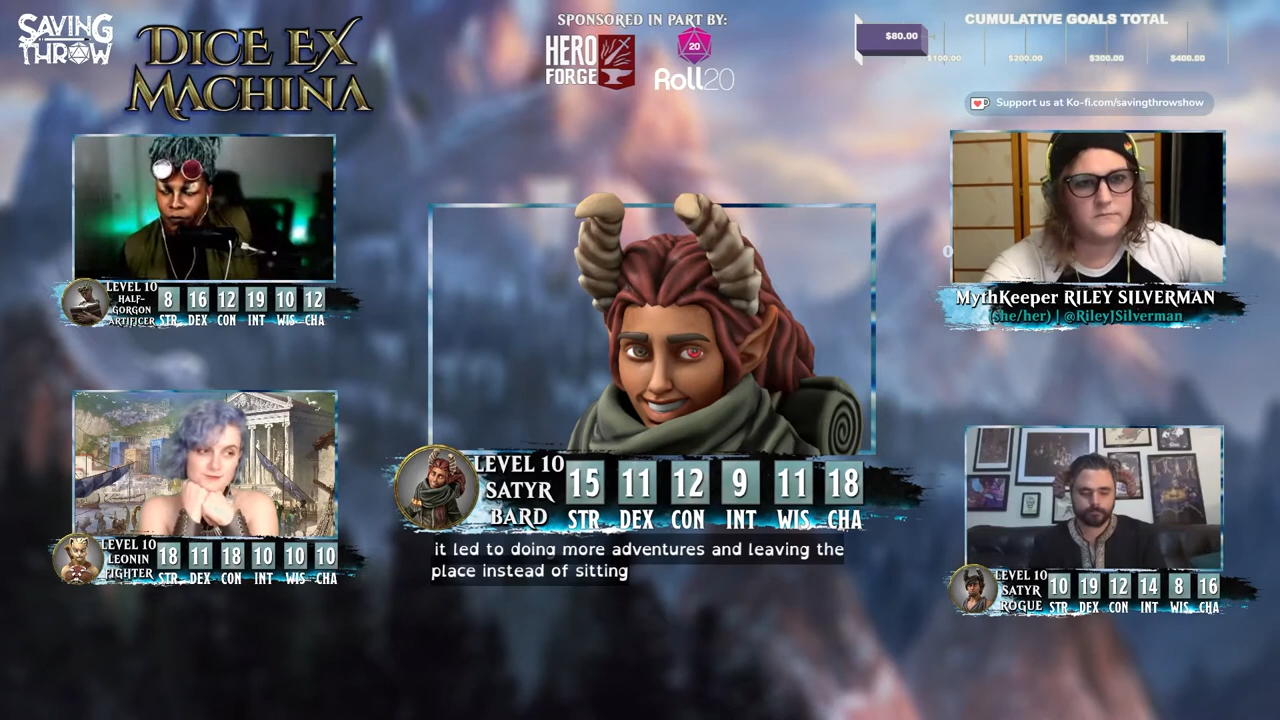 SAVING
THROW
DICE EX
MACHINA
SPONSORED IN PART BY:
HERO
FORGE
20
Roll20
CUMULATIVE GOALS TOTAL
$80.00
$100.00
$200.00
$300.00
$400.00
Support us at Ko-fi.com/savingthrowshow
LEVEL 10
HALF-
GORGON
ARTIFICER
8 16 12 19 10 12
STR DEX CON INT WIS CHA
MythKeeper RILEY SILVERMAN
(she/her) | @RileyJSilverman
0
LEVEL 10
SATYR
BARD
15 11 12 9 11 18
STR DEX CON INT WIS CHA
it led to doing more adventures and leaving the
place instead of sitting
LEVEL 10
LEONIN
FIGHTER
18 11 18 10 10 10
STR DEX CON INT WIS CHA
LEVEL 10
SATYR
ROGUE
10 19 12 14 8 16
STR DEX CON INT WIS CHA